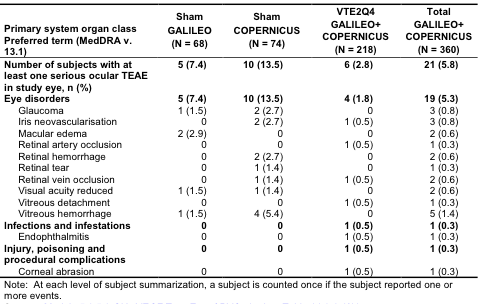 Primary system organ class
Preferred term (MedDRA v.
13.1)
Sham
GALILEO
(N = 68)
Sham
COPERNICUS
(N = 74)
VTE2Q4
GALILEO+
COPERNICUS
(N = 218)
Total
GALILEO+
COPERNICUS
(N = 360)
Number of subjects with at least one serious ocular TEAE in study eye, n (%) 5 (7.4) 10 (13.5) 6 (2.8) 21 (5.8)
Eye disorders 5 (7.4) 10 (13.5) 4 (1.8) 19 (5.3)
Glaucoma 1 (1.5) 2 (2.7) 0 3 (0.8)
Iris neovascularisation 0 2 (2.7) 1 (0.5) 3 (0.8)
Macular edema 2 (2.9) 0 0 2 (0.6)
Retinal artery occlusion 0 0 1 (0.5) 1 (0.3)
Retinal hemorrhage 0 2 (2.7) 0 2 (0.6)
Retinal tear 0 1 (1.4) 0 1 (0.3)
Retinal vein occlusion 0 1 (1.4) 1 (0.5) 2 (0.6)
Visual acuity reduced 1 (1.5) 1 (1.4) 0 2 (0.6)
Vitreous detachment 0 0 1 (0.5) 1 (0.3)
Vitreous hemorrhage 1 (1.5) 4 (5.4) 0 5 (1.4)
Infections and infestations 0 0 1 (0.5) 1 (0.3)
Endophthalmitis 0 0 1 (0.5) 1 (0.3)
Injury, poisoning and procedural complications 0 0 1 (0.5) 1 (0.3)
Corneal abrasion 0 0 1 (0.5) 1 (0.3)
Note: At each level of subject summarization, a subject is counted once if the subject reported one or
more events.